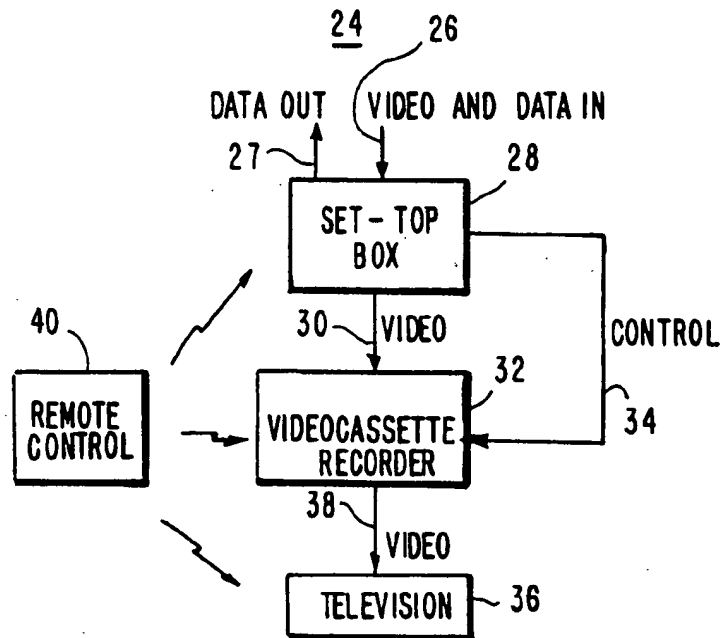 24
26
DATA OUT
VIDEO AND DATA IN
27
28
SET-TOP
BOX
40
30
VIDEO
CONTROL
32
34
REMOTE
CONTROL
VIDEOCASSETTE
RECORDER
38
VIDEO
TELEVISION
36